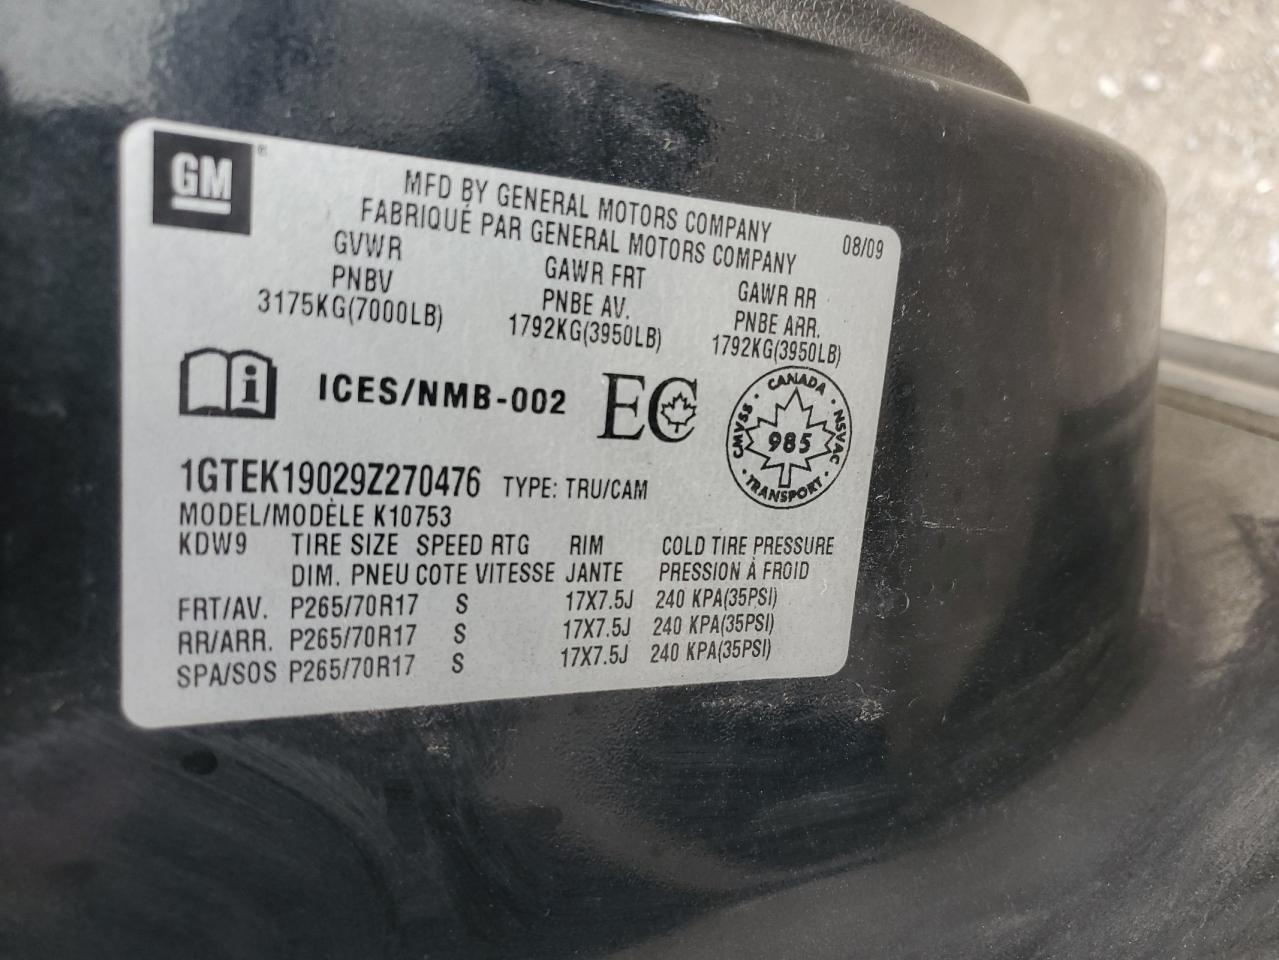 GM
MFD BY GENERAL MOTORS COMPANY
FABRIQUÉ PAR GENERAL MOTORS COMPANY
08/09
GVWR GAWR FRT GAWR RR
PNBV PNBE AV. PNBE ARR.
3175KG(7000LB) 1792KG(3950LB) 1792KG(3950LB)
i ICES/NMB-002 EC
CANADA
CMVSS 985 NSVAC
TRANSPORT
1GTEK19029Z270476 TYPE: TRU/CAM
MODEL/MODÈLE K10753
KDW9 TIRE SIZE SPEED RTG RIM COLD TIRE PRESSURE
DIM. PNEU COTE VITESSE JANTE PRESSION À FROID
FRT/AV. P265/70R17 S 17X7.5J 240 KPA(35PSI)
RR/ARR. P265/70R17 S 17X7.5J 240 KPA(35PSI)
SPA/SOS P265/70R17 S 17X7.5J 240 KPA(35PSI)